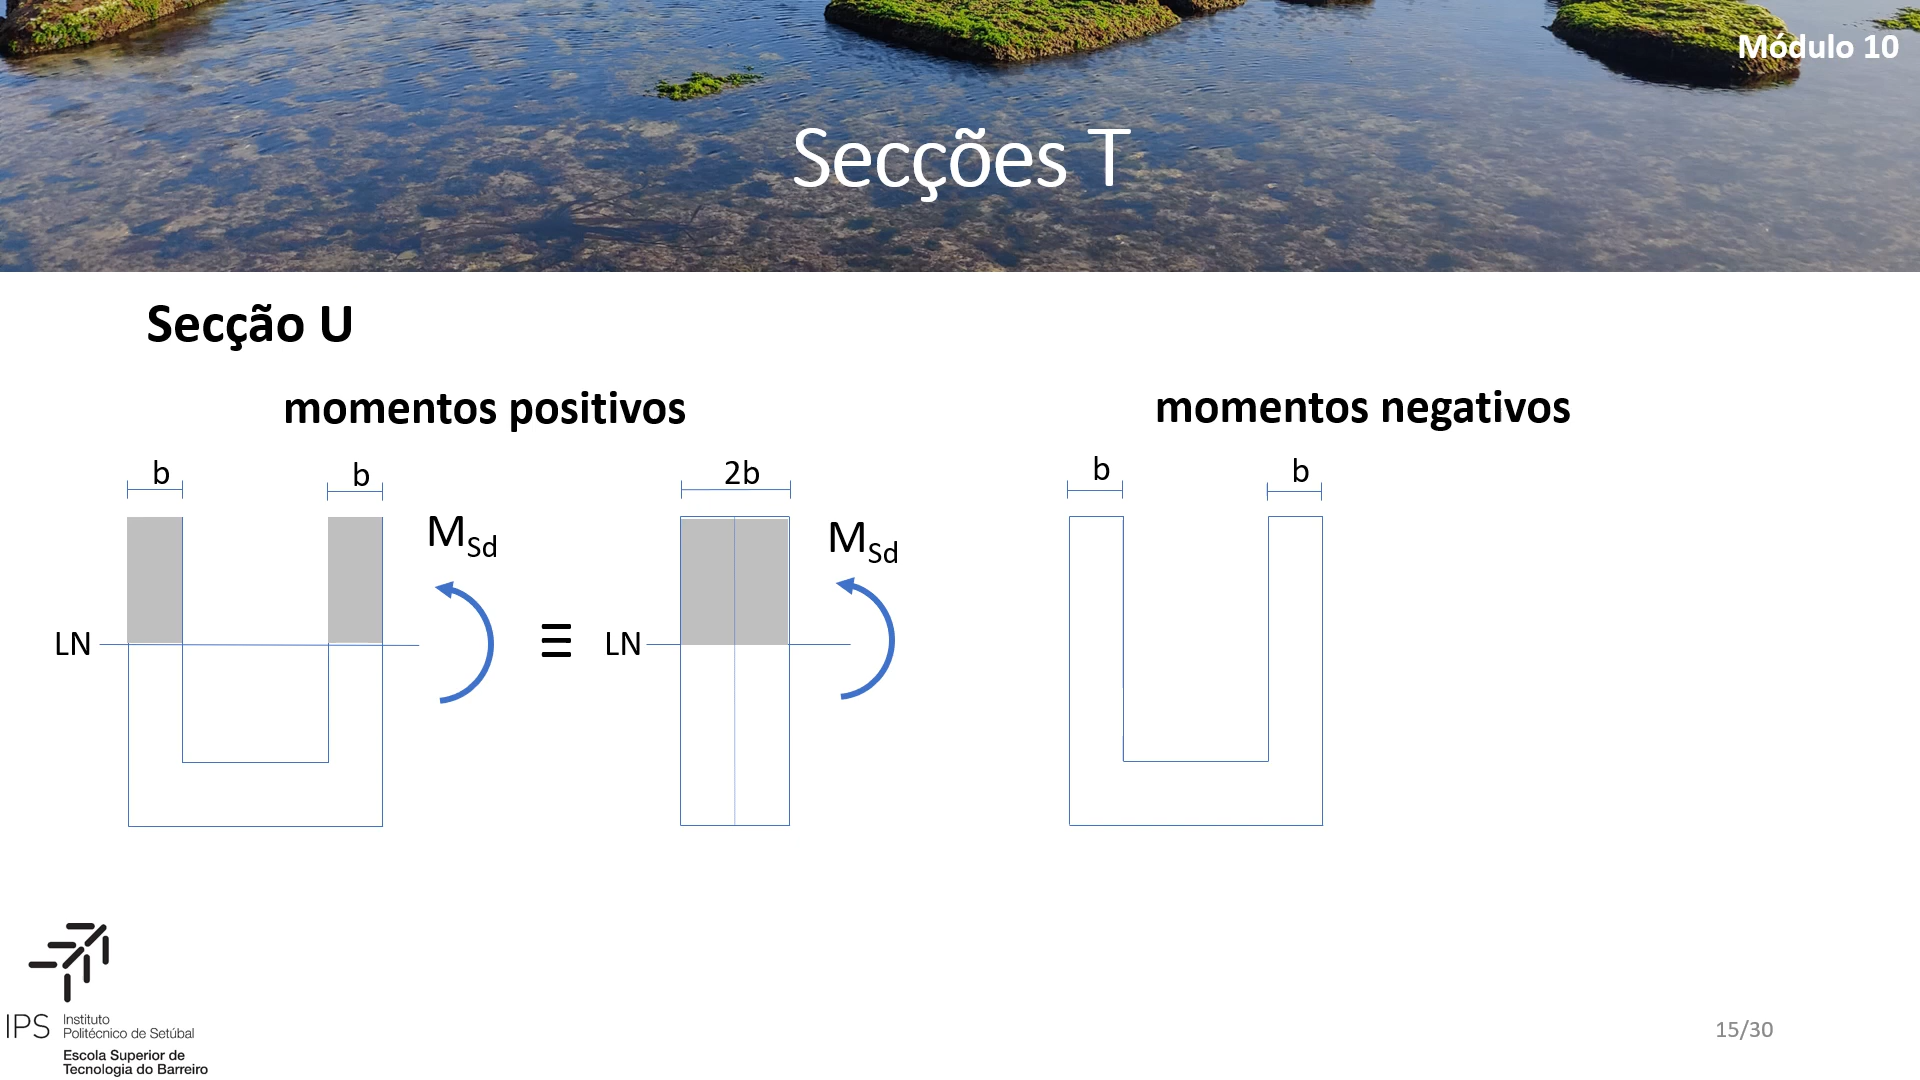 Módulo 10
Secções T
Secção U
momentos positivos
momentos negativos
b
b
2b
b
b
MSd
MSd
LN
≡
LN
IPS
Instituto
Politécnico de Setúbal
Escola Superior de
Tecnologia do Barreiro
15/30